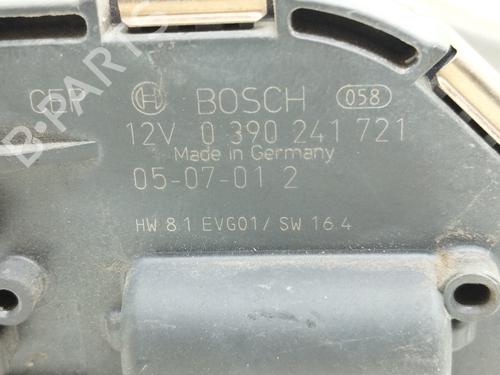 B-PARTS
CEP BOSCH 058
12V 0 390 241 721
Made in Germany
05-07-01 2
HW 8.1 EVG01/ SW 16.4